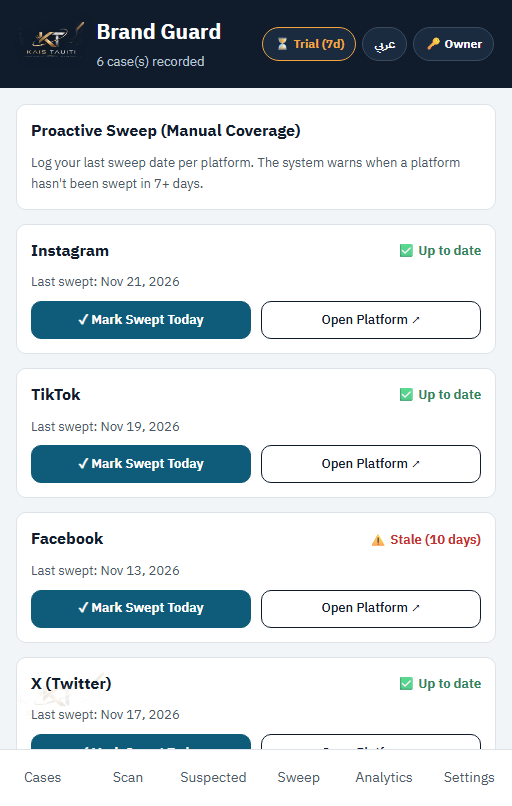 KT
KAIS TAUITI
Brand Guard
6 case(s) recorded
⌛ Trial (7d)
عربي
🔑 Owner
Proactive Sweep (Manual Coverage)
Log your last sweep date per platform. The system warns when a platform
hasn't been swept in 7+ days.
Instagram
✅ Up to date
Last swept: Nov 21, 2026
✓ Mark Swept Today
Open Platform ↗
TikTok
✅ Up to date
Last swept: Nov 19, 2026
✓ Mark Swept Today
Open Platform ↗
Facebook
⚠️ Stale (10 days)
Last swept: Nov 13, 2026
✓ Mark Swept Today
Open Platform ↗
X (Twitter)
✅ Up to date
Last swept: Nov 17, 2026
Cases
Scan
Suspected
Sweep
Analytics
Settings